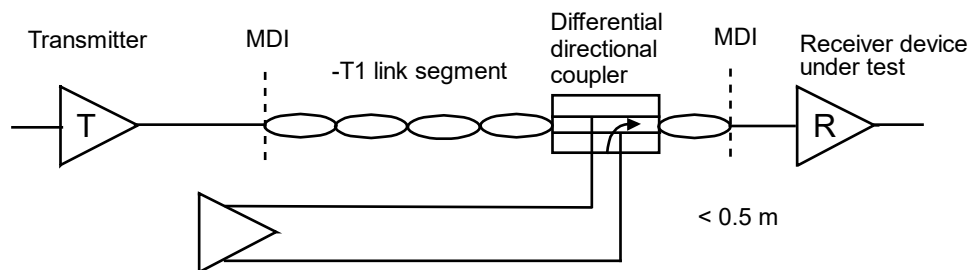 Transmitter
MDI
-T1 link segment
Differential
directional
coupler
MDI
Receiver device
under test
T
R
< 0.5 m